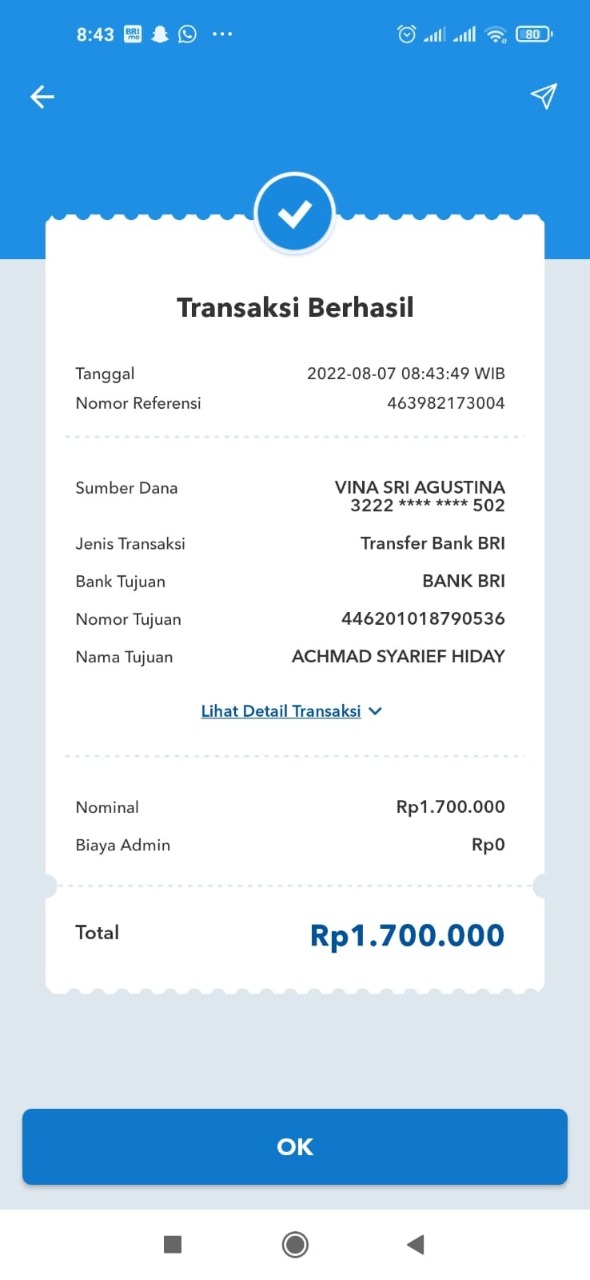 8:43 BRI mo 80
Transaksi Berhasil
Tanggal 2022-08-07 08:43:49 WIB
Nomor Referensi 463982173004
Sumber Dana VINA SRI AGUSTINA
3222 **** **** 502
Jenis Transaksi Transfer Bank BRI
Bank Tujuan BANK BRI
Nomor Tujuan 446201018790536
Nama Tujuan ACHMAD SYARIEF HIDAY
Lihat Detail Transaksi
Nominal Rp1.700.000
Biaya Admin Rp0
Total Rp1.700.000
OK